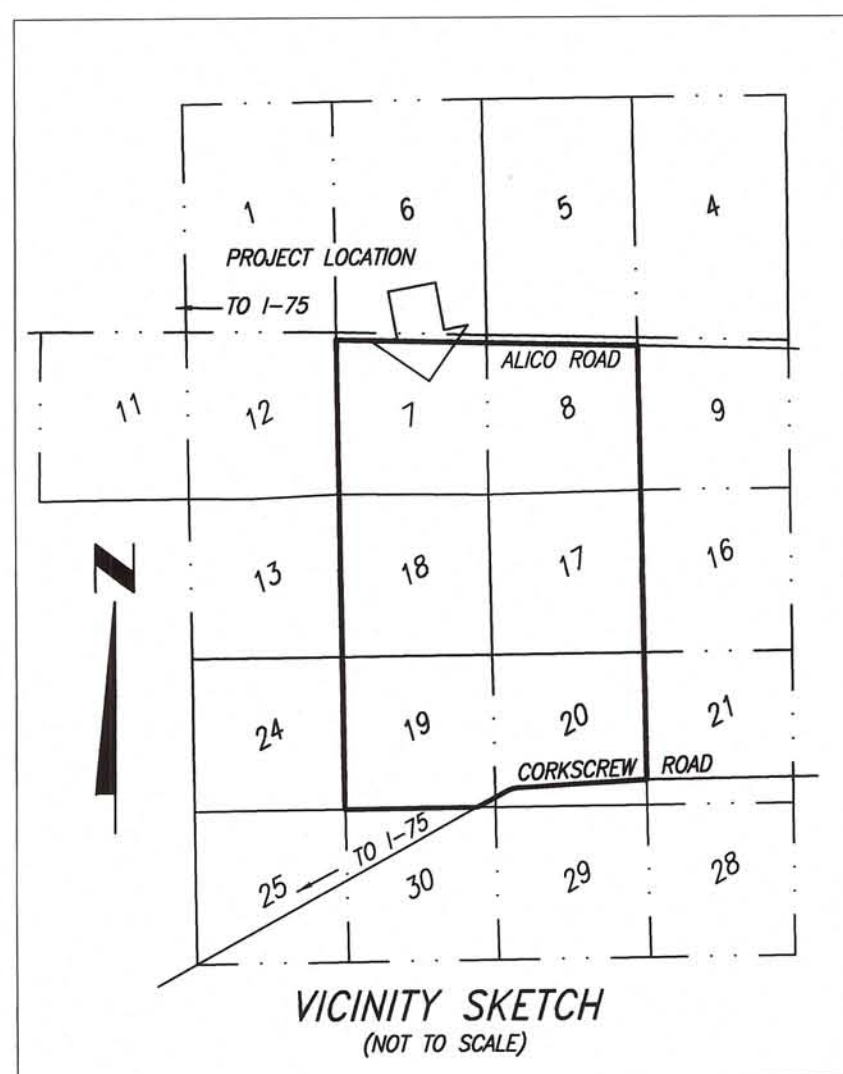 1 6 5 4
PROJECT LOCATION
TO I-75
ALICO ROAD
11 12 7 8 9
N
13 18 17 16
24 19 20 21
CORKSCREW ROAD
TO I-75
25 30 29 28
VICINITY SKETCH
(NOT TO SCALE)